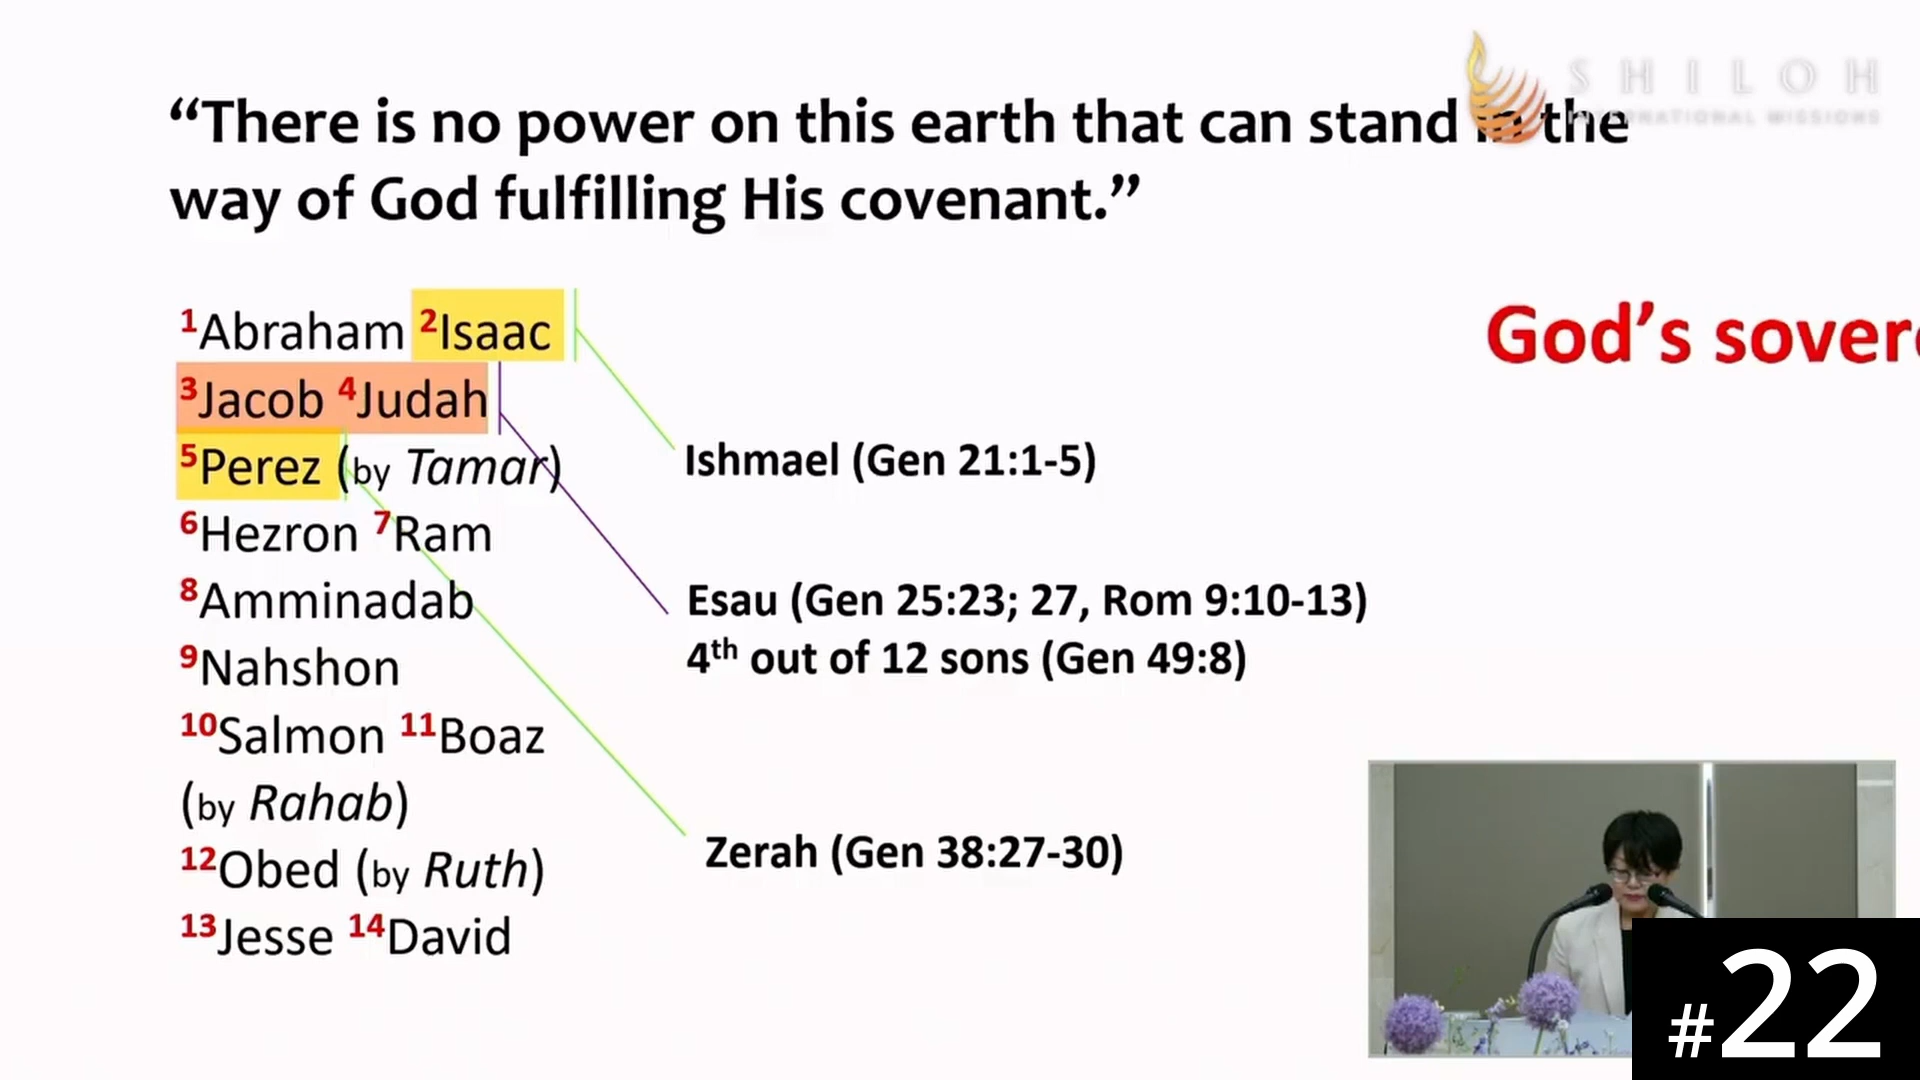 SHILOH
INTERNATIONAL MISSIONS
“There is no power on this earth that can stand in the
way of God fulfilling His covenant.”
¹Abraham ²Isaac
³Jacob ⁴Judah
⁵Perez (by Tamar)
⁶Hezron ⁷Ram
⁸Amminadab
⁹Nahshon
¹⁰Salmon ¹¹Boaz
(by Rahab)
¹²Obed (by Ruth)
¹³Jesse ¹⁴David
Ishmael (Gen 21:1-5)
Esau (Gen 25:23; 27, Rom 9:10-13)
4th out of 12 sons (Gen 49:8)
Zerah (Gen 38:27-30)
God’s
#22